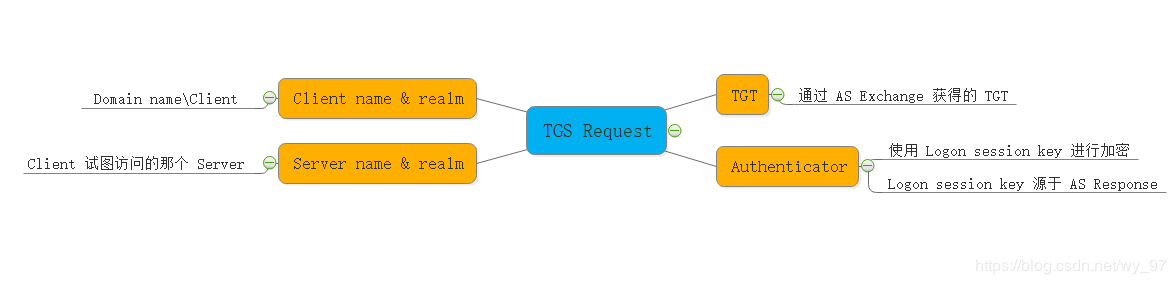 Domain name\Client
Client name & realm
Client 试图访问的那个 Server
Server name & realm
TGS Request
TGT
通过 AS Exchange 获得的 TGT
Authenticator
使用 Logon session key 进行加密
Logon session key 源于 AS Response
https://blog.csdn.net/wy_97